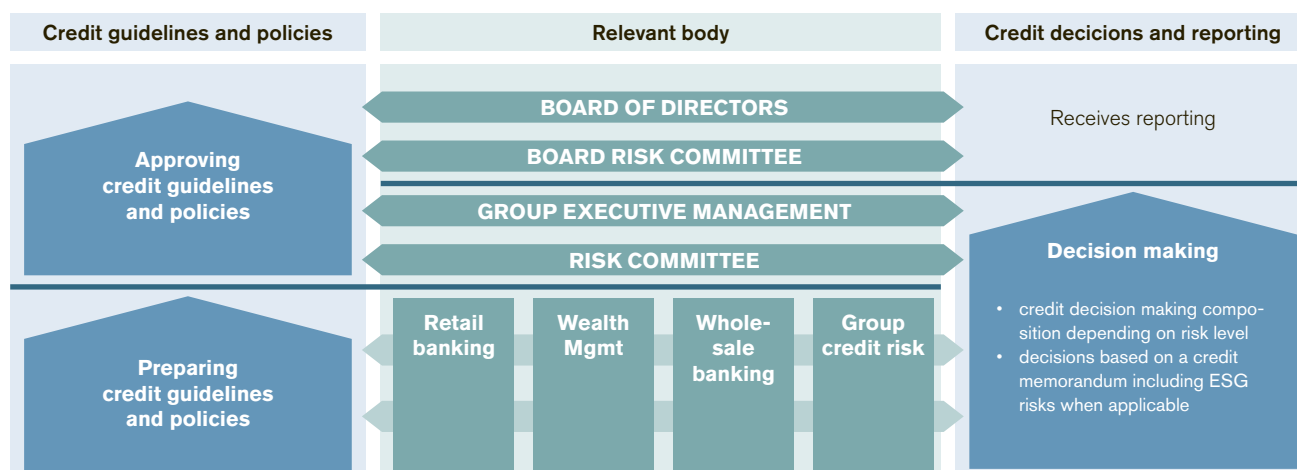 Credit guidelines and policies
Relevant body
Credit decicions and reporting
Approving
credit guidelines
and policies
BOARD OF DIRECTORS
BOARD RISK COMMITTEE
GROUP EXECUTIVE MANAGEMENT
RISK COMMITTEE
Receives reporting
Preparing
credit guidelines
and policies
Retail
banking
Wealth
Mgmt
Whole-
sale
banking
Group
credit risk
Decision making
• credit decision making compo-
sition depending on risk level
• decisions based on a credit
memorandum including ESG
risks when applicable